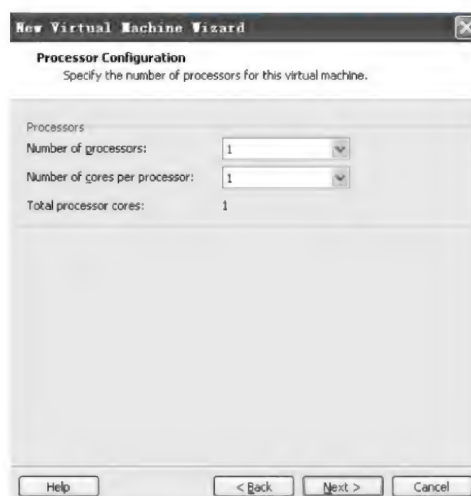 New Virtual Machine Wizard
Processor Configuration
Specify the number of processors for this virtual machine.
Processors
Number of processors: 1
Number of cores per processor: 1
Total processor cores: 1
Help < Back Next > Cancel